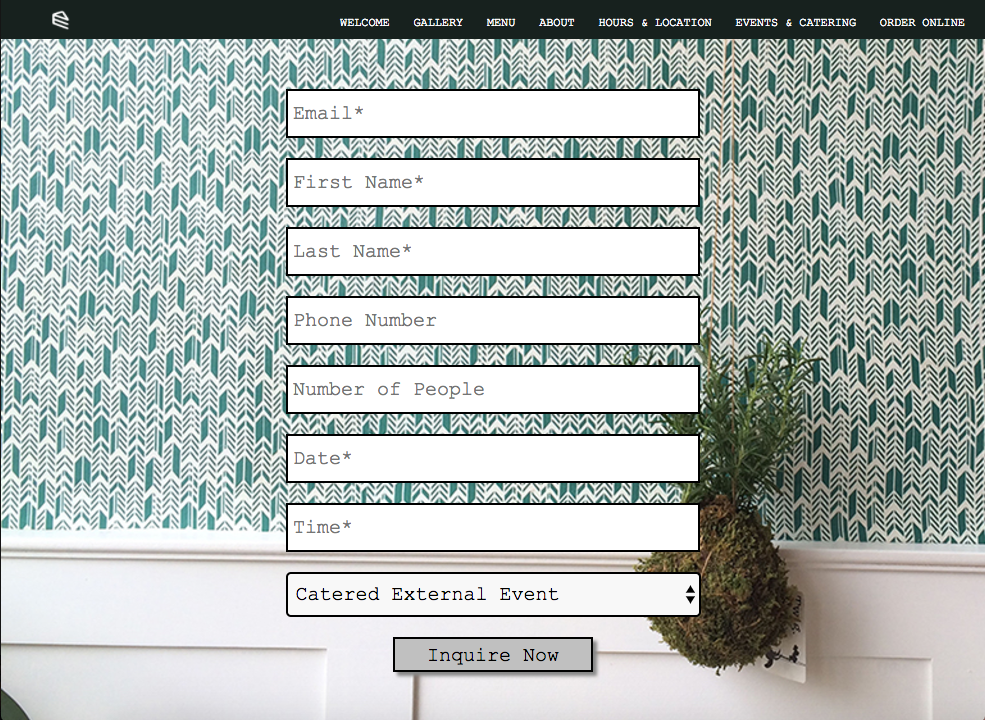 WELCOME GALLERY MENU ABOUT HOURS & LOCATION EVENTS & CATERING ORDER ONLINE
Email*
First Name*
Last Name*
Phone Number
Number of People
Date*
Time*
Catered External Event
Inquire Now